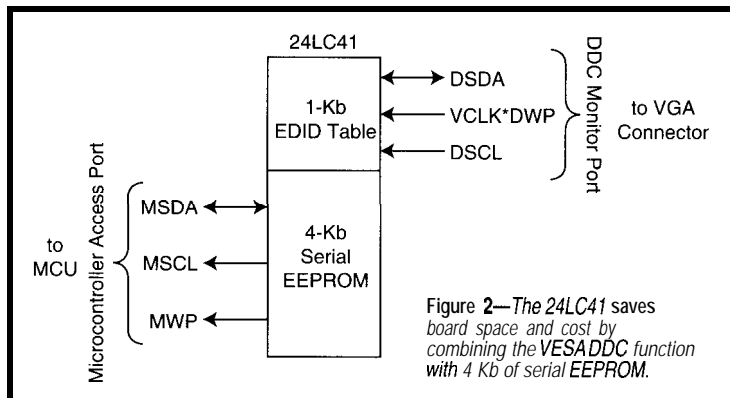 24LC41
1-Kb
EDID Table
DSDA
VCLK*DWP
DSCL
DDC Monitor Port
to VGA
Connector
to
MCU
Microcontroller Access Port
MSDA
MSCL
MWP
4-Kb
Serial
EEPROM
Figure 2—The 24LC41 saves
board space and cost by
combining the VESADDC function
with 4 Kb of serial EEPROM.